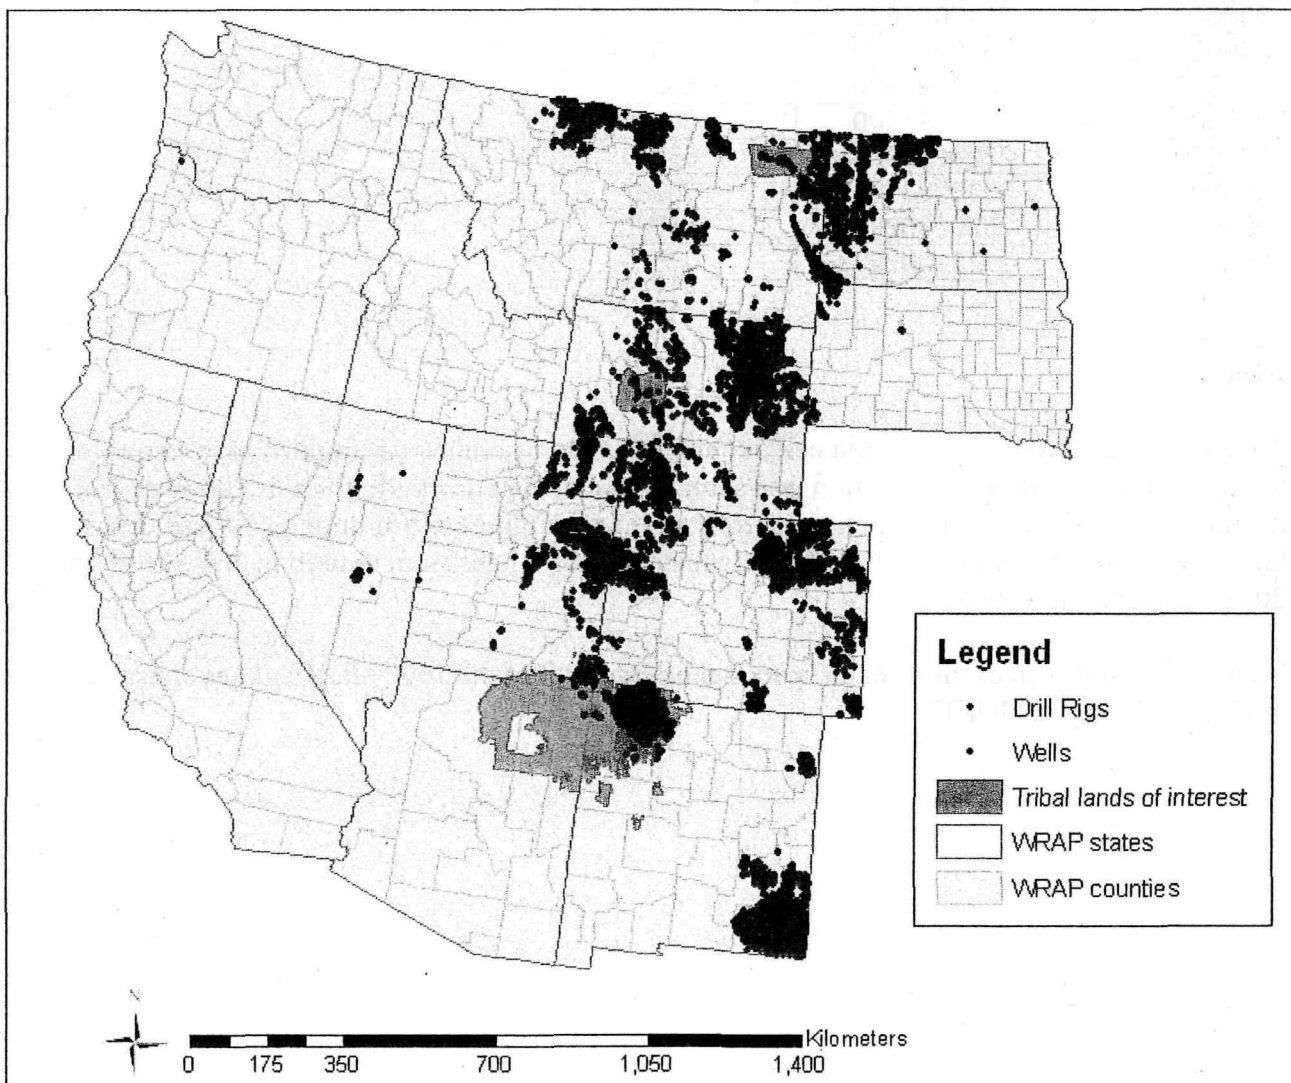 Legend
Drill Rigs
Wells
Tribal lands of interest
WRAP states
WRAP counties
N
Kilometers
0 175 350 700 1,050 1,400